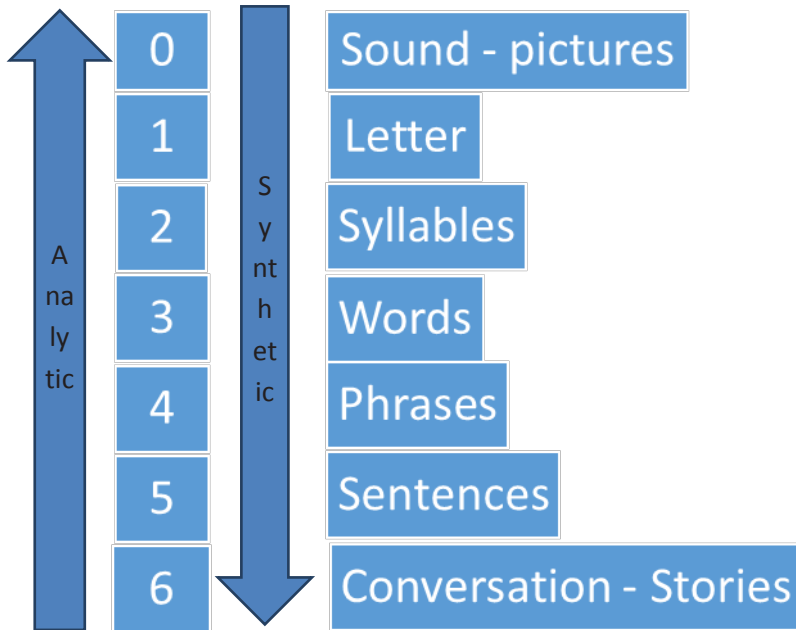 0 Sound - pictures
1 Letter
2 Syllables
3 Words
4 Phrases
5 Sentences
6 Conversation - Stories
A
na
ly
tic
S
y
nt
h
et
ic